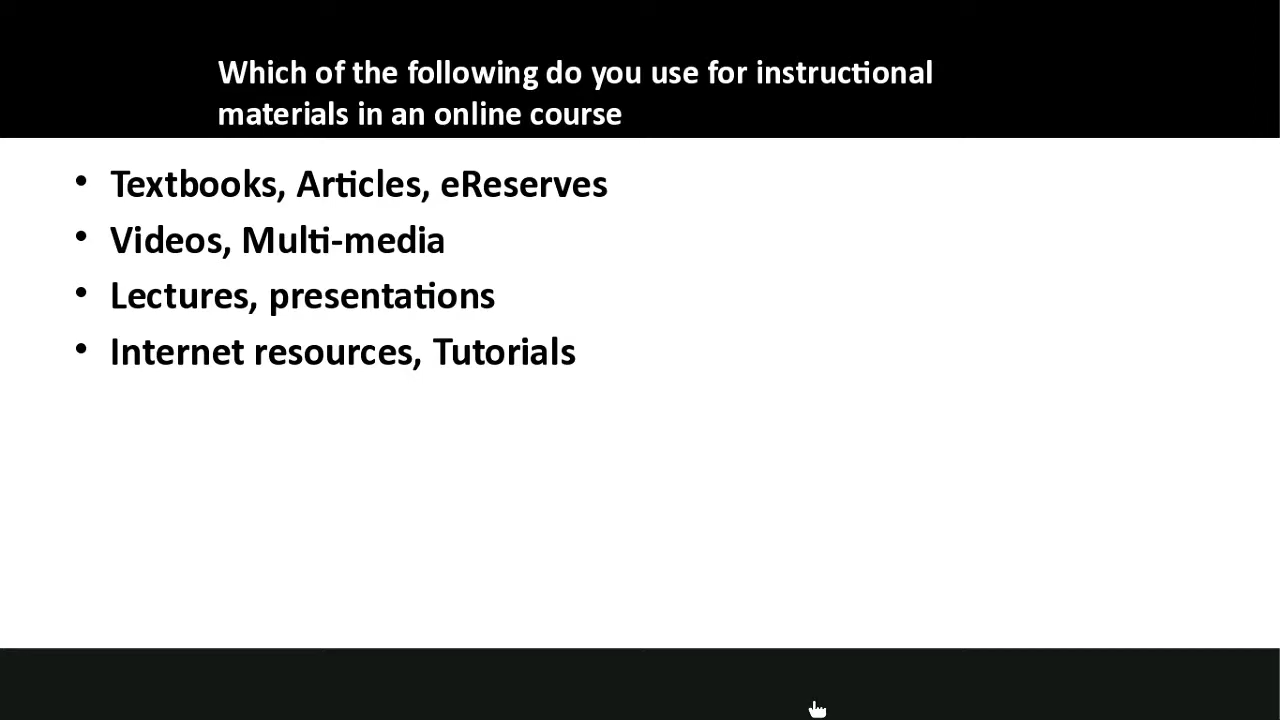 Which of the following do you use for instructional
materials in an online course
• Textbooks, Articles, eReserves
• Videos, Multi-media
• Lectures, presentations
• Internet resources, Tutorials